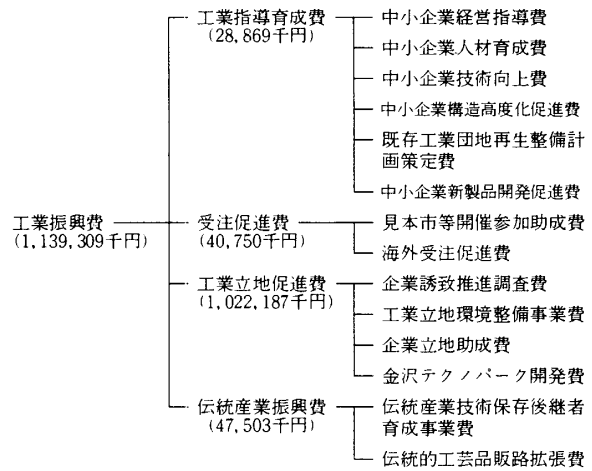 工業振興費
(1,139,309千円)
工業指導育成費
(28,869千円)
中小企業経営指導費
中小企業人材育成費
中小企業技術向上費
中小企業構造高度化促進費
既存工業団地再生整備計
画策定費
中小企業新製品開発促進費
受注促進費
(40,750千円)
見本市等開催参加助成費
海外受注促進費
工業立地促進費
(1,022,187千円)
企業誘致推進調査費
工業立地環境整備事業費
企業立地助成費
金沢テクノパーク開発費
伝統産業振興費
(47,503千円)
伝統産業技術保存後継者
育成事業費
伝統的工芸品販路拡張費